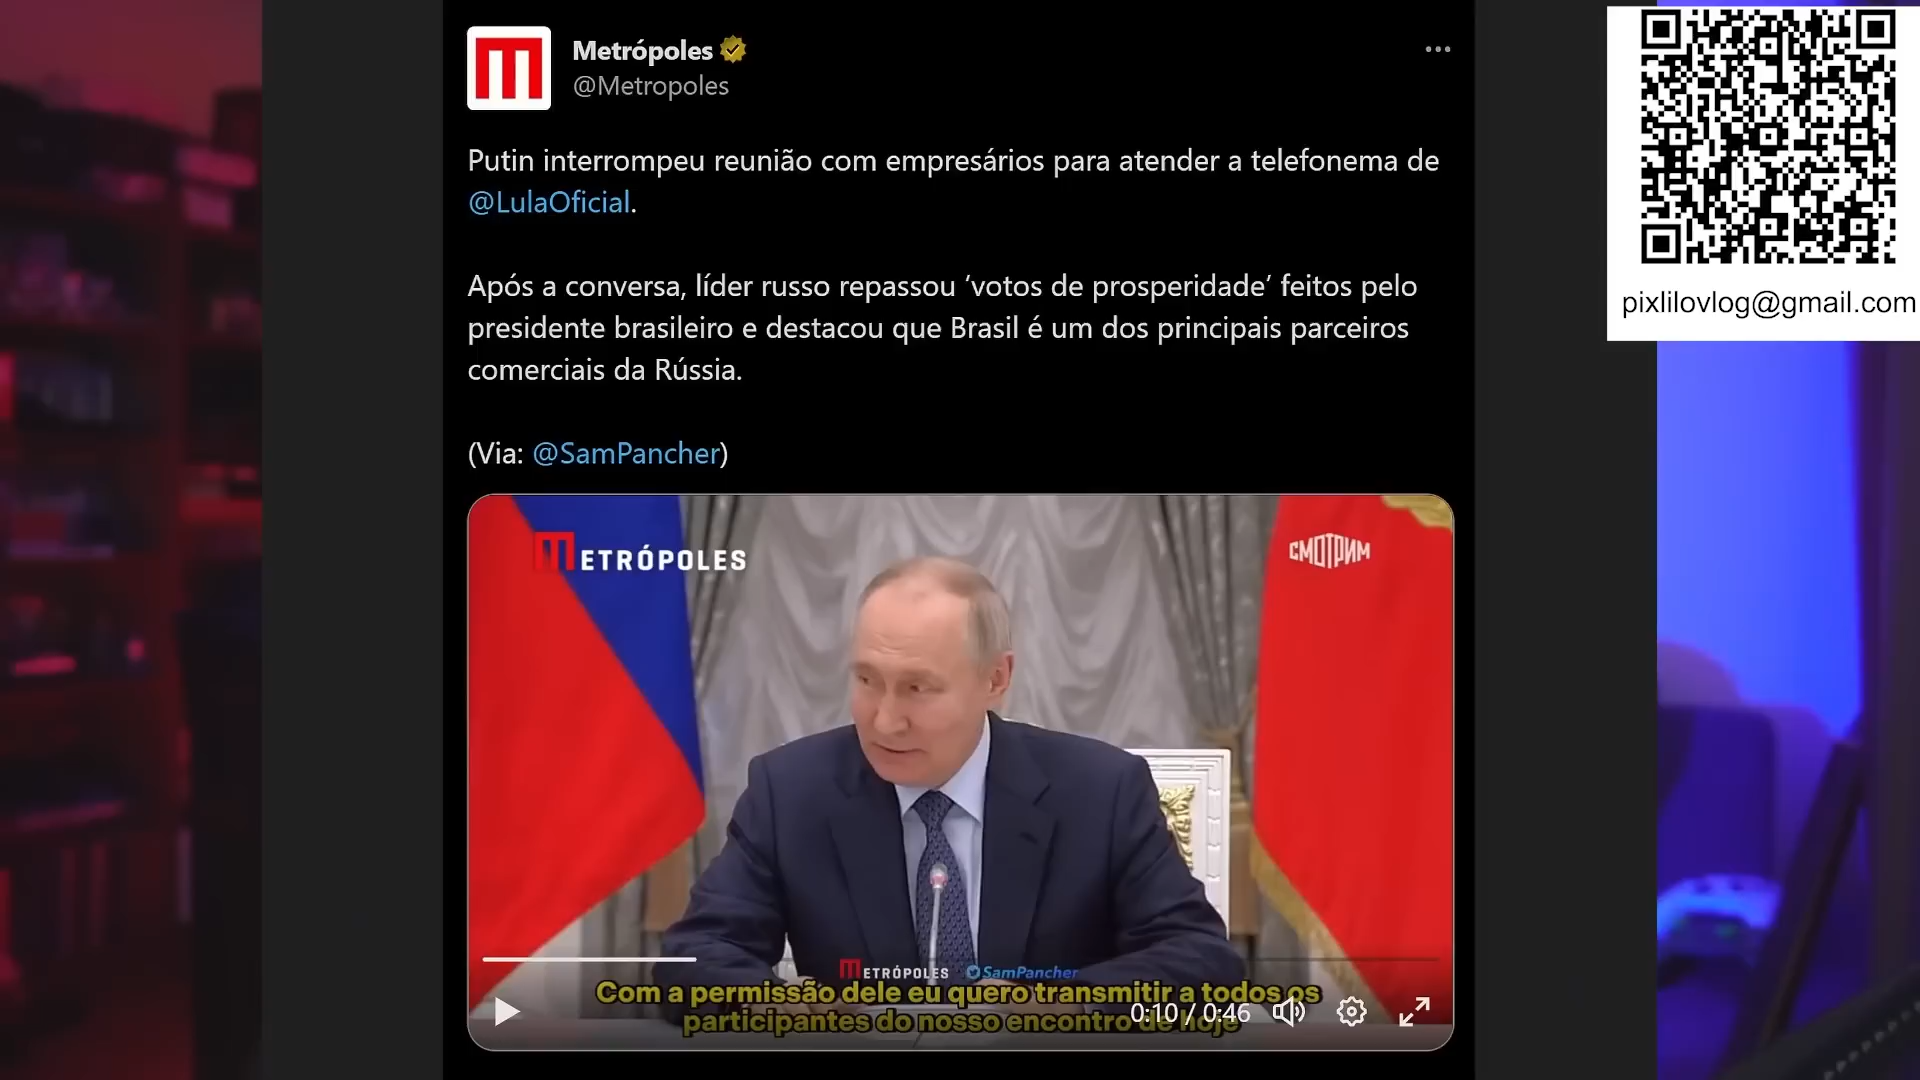 Metrópoles
@Metropoles
pixlilovlog@gmail.com
Putin interrompeu reunião com empresários para atender a telefonema de
@LulaOficial.
Após a conversa, líder russo repassou ‘votos de prosperidade’ feitos pelo
presidente brasileiro e destacou que Brasil é um dos principais parceiros
comerciais da Rússia.
(Via: @SamPancher)
METRÓPOLES
СМОТРИМ
METRÓPOLES @SamPancher
Com a permissão dele eu quero transmitir a todos os
participantes do nosso encontro de hoje
0:10 / 0:46